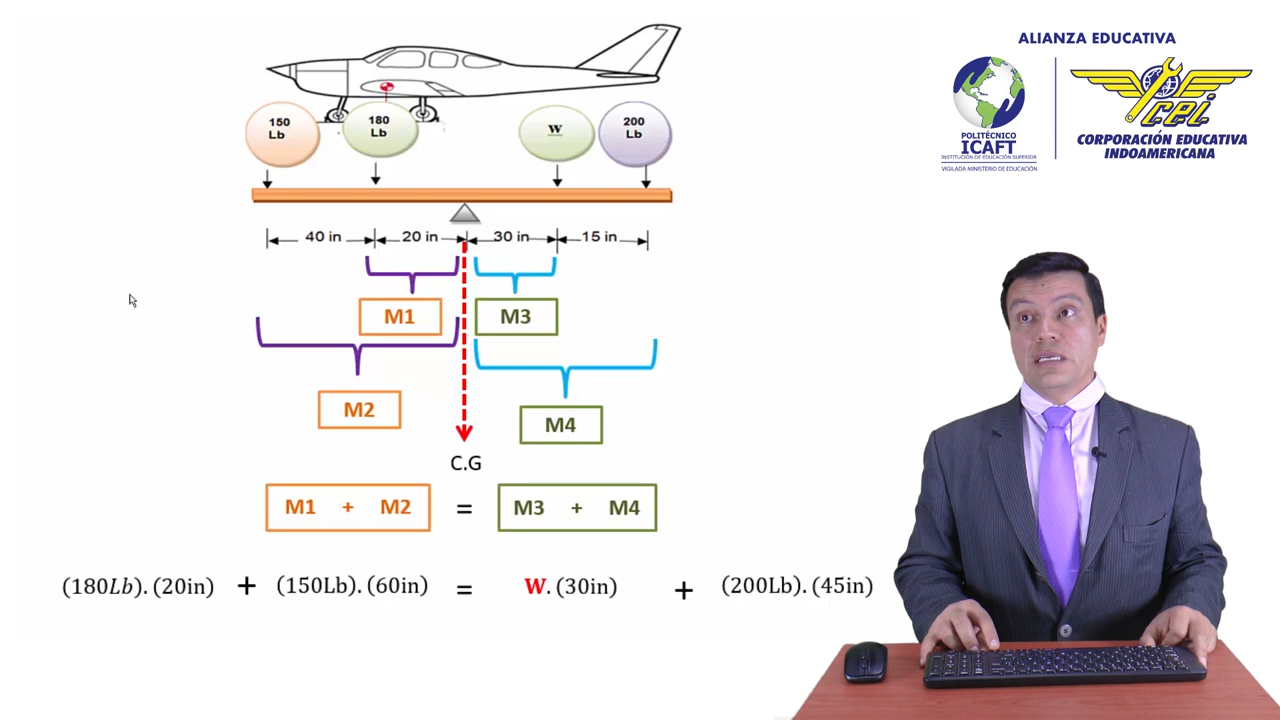 ALIANZA EDUCATIVA
POLITÉCNICO
ICAFT
INSTITUCIÓN DE EDUCACIÓN SUPERIOR
VIGILADA MINISTERIO DE EDUCACIÓN
cei
CORPORACIÓN EDUCATIVA
INDOAMERICANA
150
Lb
180
Lb
W
200
Lb
40 in
20 in
30 in
15 in
M1
M3
M2
M4
C.G
M1 + M2 = M3 + M4
(180Lb).(20in) + (150Lb).(60in) = W.(30in) + (200Lb).(45in)